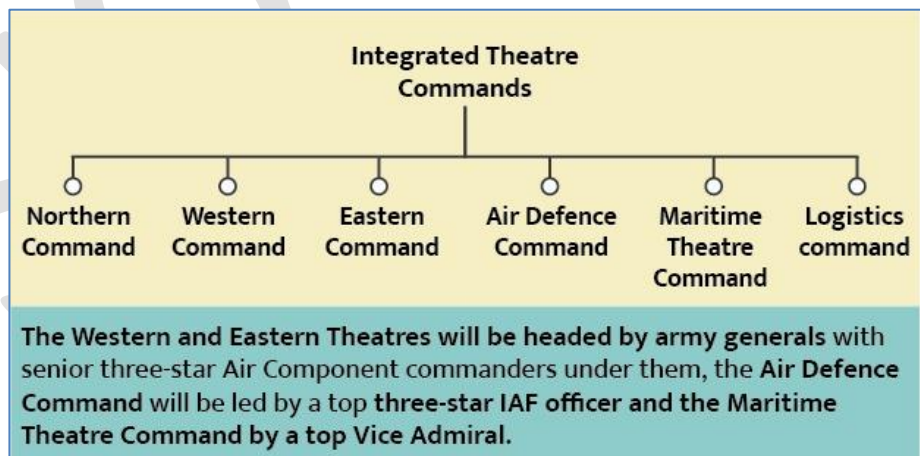 Integrated Theatre
Commands
Northern
Command
Western
Command
Eastern
Command
Air Defence
Command
Maritime
Theatre
Command
Logistics
command
The Western and Eastern Theatres will be headed by army generals with
senior three-star Air Component commanders under them, the Air Defence
Command will be led by a top three-star IAF officer and the Maritime
Theatre Command by a top Vice Admiral.